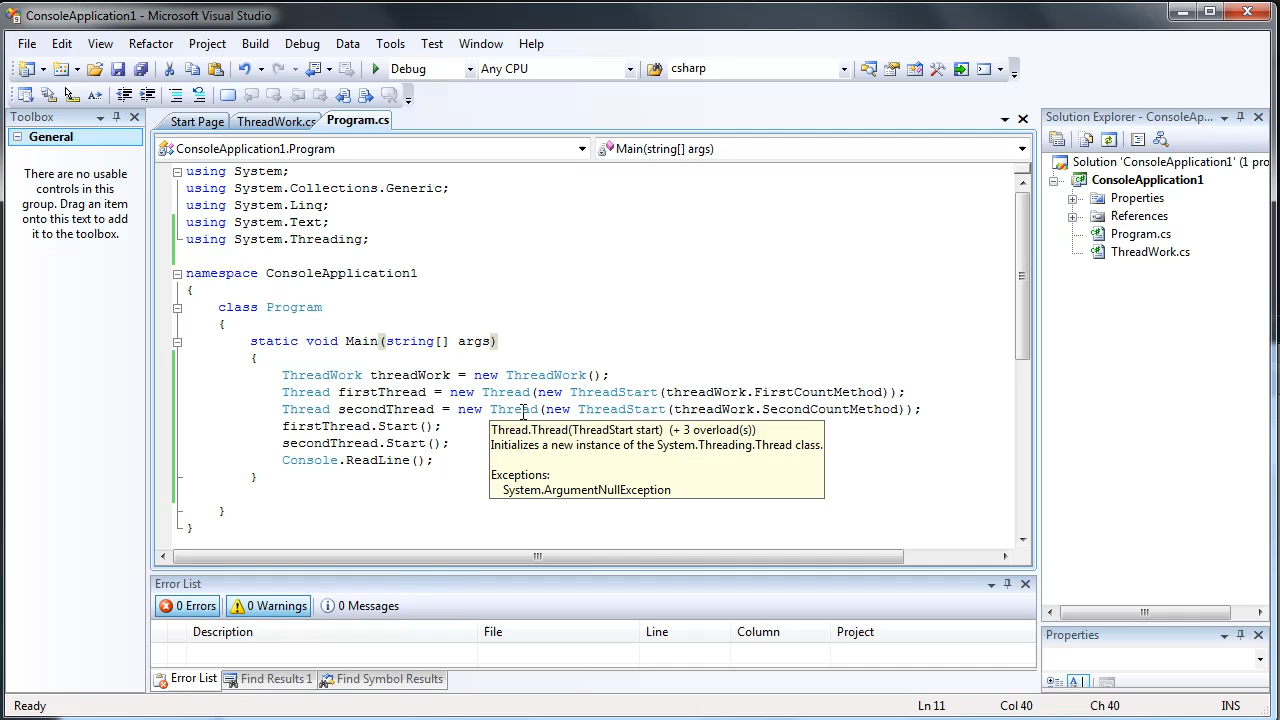 ConsoleApplication1 - Microsoft Visual Studio
File Edit View Refactor Project Build Debug Data Tools Test Window Help
Debug Any CPU csharp
Toolbox
General
There are no usable
controls in this
group. Drag an item
onto this text to add
it to the toolbox.
Start Page ThreadWork.cs Program.cs
ConsoleApplication1.Program Main(string[] args)
using System;
using System.Collections.Generic;
using System.Linq;
using System.Text;
using System.Threading;
namespace ConsoleApplication1
{
class Program
{
static void Main(string[] args)
{
ThreadWork threadWork = new ThreadWork();
Thread firstThread = new Thread(new ThreadStart(threadWork.FirstCountMethod));
Thread secondThread = new Thread(new ThreadStart(threadWork.SecondCountMethod));
firstThread.Start();
secondThread.Start();
Console.ReadLine();
}
}
}
Thread.Thread(ThreadStart start) (+ 3 overload(s))
Initializes a new instance of the System.Threading.Thread class.
Exceptions:
System.ArgumentNullException
Error List
0 Errors 0 Warnings 0 Messages
Description File Line Column Project
Error List Find Results 1 Find Symbol Results
Solution Explorer - ConsoleAp...
Solution 'ConsoleApplication1' (1 pro
ConsoleApplication1
Properties
References
Program.cs
ThreadWork.cs
Properties
Ready Ln 11 Col 40 Ch 40 INS